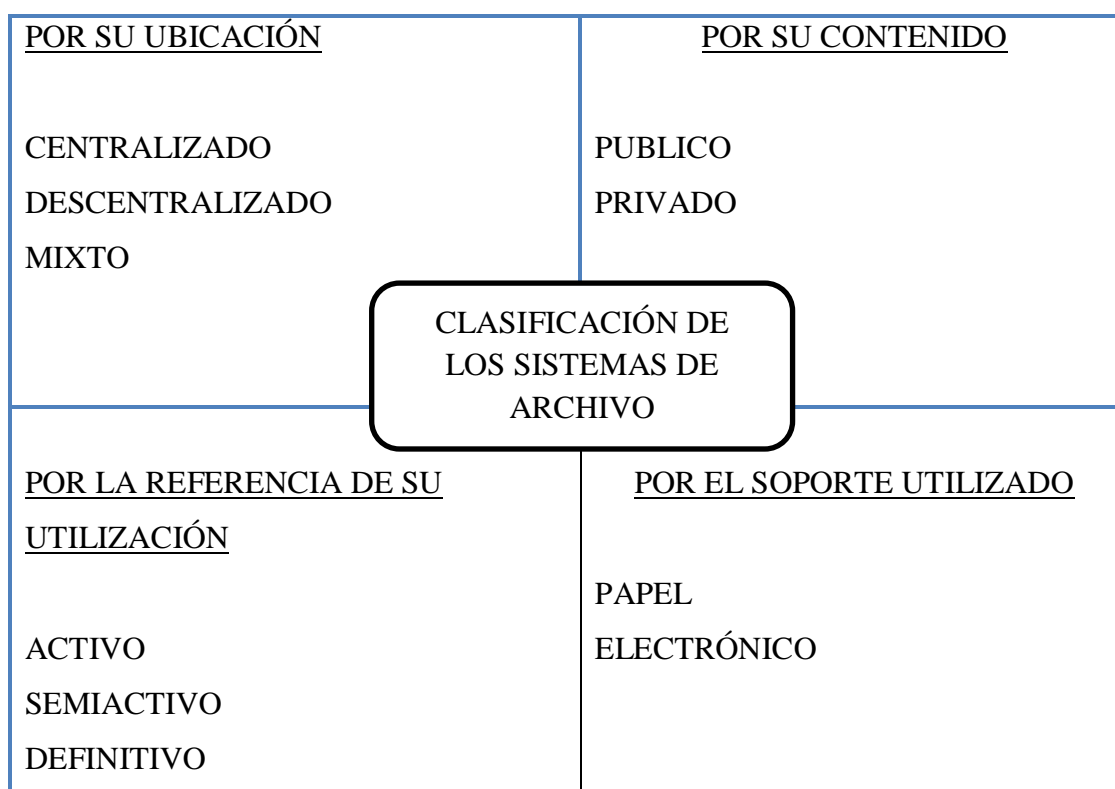 POR SU UBICACIÓN
CENTRALIZADO
DESCENTRALIZADO
MIXTO
POR SU CONTENIDO
PUBLICO
PRIVADO
CLASIFICACIÓN DE
LOS SISTEMAS DE
ARCHIVO
POR LA REFERENCIA DE SU
UTILIZACIÓN
ACTIVO
SEMIACTIVO
DEFINITIVO
POR EL SOPORTE UTILIZADO
PAPEL
ELECTRÓNICO